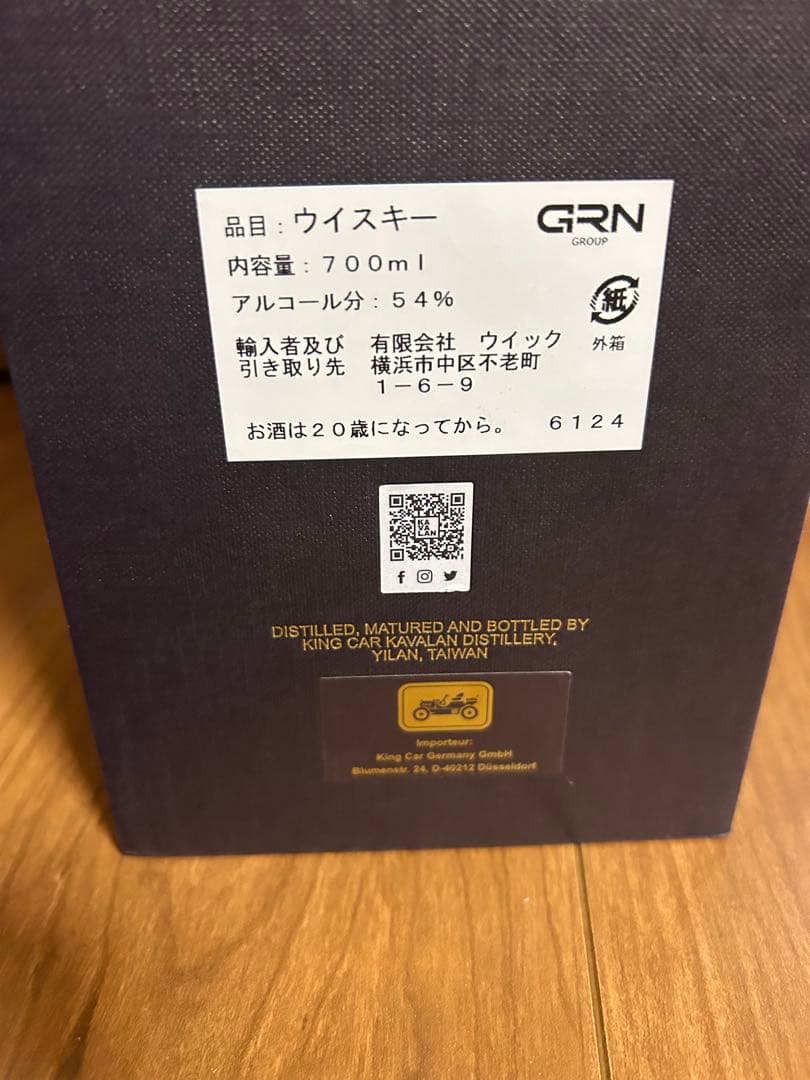 品目：ウイスキー
GRN
GROUP
内容量：７００ml
アルコール分：５４％
紙
外箱
輸入者及び　有限会社　ウイック
引き取り先　横浜市中区不老町
１－６－９
お酒は２０歳になってから。　６１２４
KA
VA
LAN
DISTILLED, MATURED AND BOTTLED BY
KING CAR KAVALAN DISTILLERY,
YILAN, TAIWAN
Importeur:
King Car Germany GmbH
Blumenstr. 24, D-40212 Düsseldorf